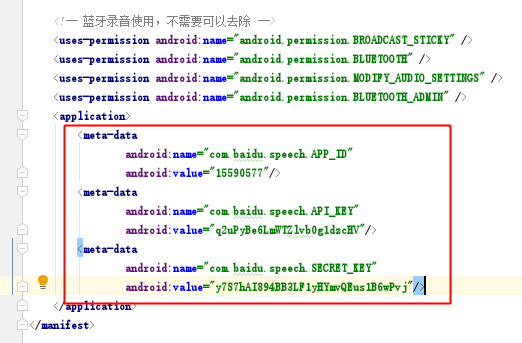 <!-- 蓝牙录音使用，不需要可以去除 -->
<uses-permission android:name="android.permission.BROADCAST_STICKY" />
<uses-permission android:name="android.permission.BLUETOOTH" />
<uses-permission android:name="android.permission.MODIFY_AUDIO_SETTINGS" />
<uses-permission android:name="android.permission.BLUETOOTH_ADMIN" />
<application>
<meta-data
android:name="com.baidu.speech.APP_ID"
android:value="15590577"/>
<meta-data
android:name="com.baidu.speech.API_KEY"
android:value="q2uPyBe6LmWTZlvb0g1dzcHV"/>
<meta-data
android:name="com.baidu.speech.SECRET_KEY"
android:value="y7S7hAI894BB3LF1yHYmvQEus1B6wPvj"/>
</application>
</manifest>